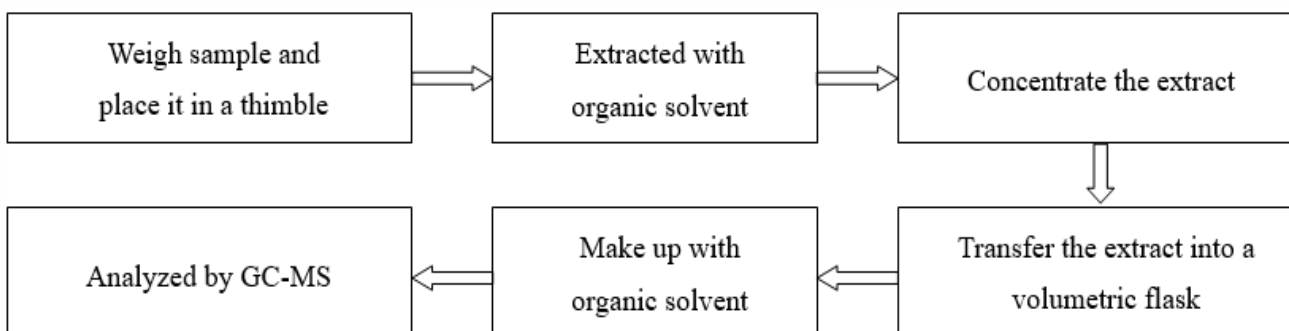 Weigh sample and
place it in a thimble
Extracted with
organic solvent
Concentrate the extract
Transfer the extract into a
volumetric flask
Make up with
organic solvent
Analyzed by GC-MS